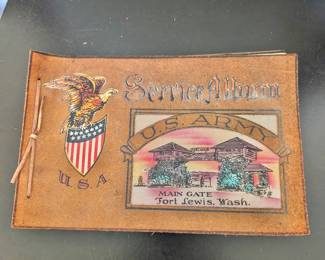 Service Album
U.S. ARMY
U.S.A.
MAIN GATE
Fort Lewis, Wash.